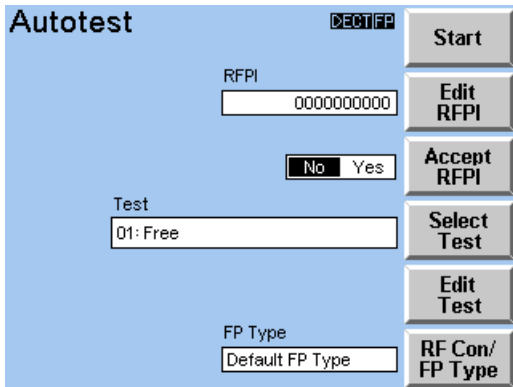 Autotest
DECT FP
Start
RFPI
0000000000
Edit
RFPI
No Yes
Accept
RFPI
Test
01: Free
Select
Test
Edit
Test
FP Type
Default FP Type
RF Con/
FP Type